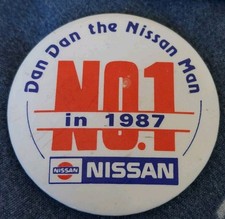 Dan Dan the Nissan Man
NO.1
in 1987
NISSAN
NISSAN